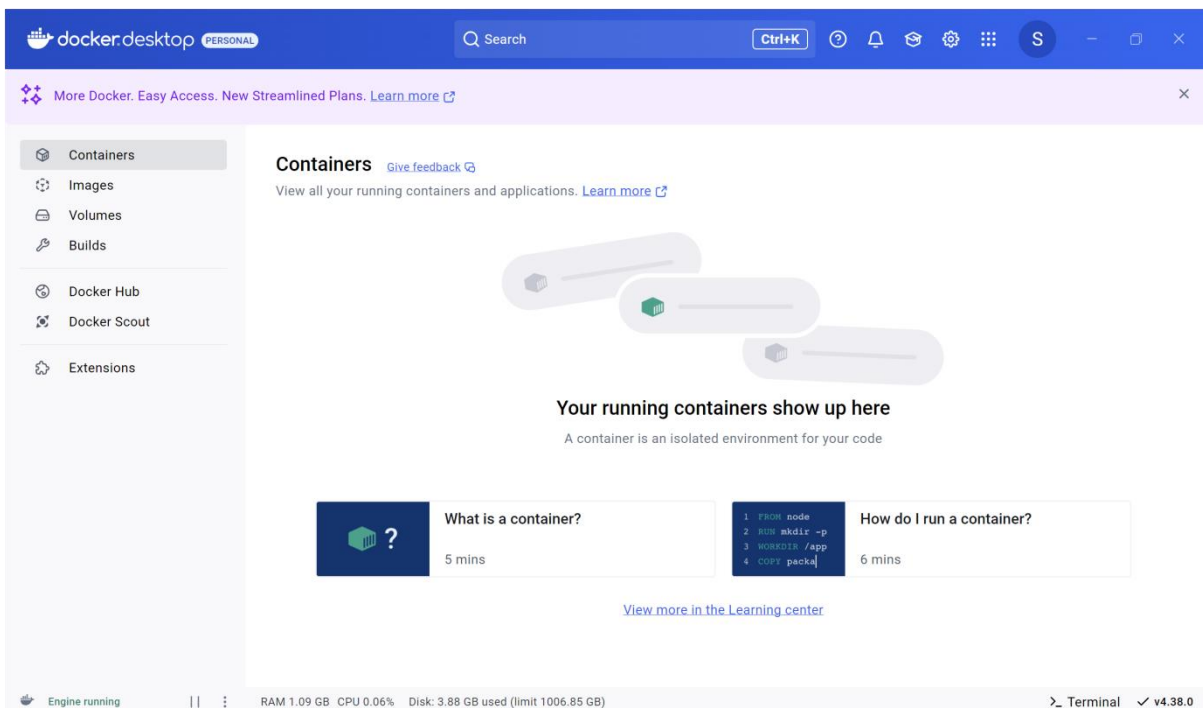 docker.desktop PERSONAL
Search
Ctrl+K
S
More Docker. Easy Access. New Streamlined Plans. Learn more
Containers
Images
Volumes
Builds
Docker Hub
Docker Scout
Extensions
Containers Give feedback
View all your running containers and applications. Learn more
Your running containers show up here
A container is an isolated environment for your code
?
What is a container?
5 mins
1 FROM node
2 RUN mkdir -p
3 WORKDIR /app
4 COPY packa
How do I run a container?
6 mins
View more in the Learning center
Engine running
RAM 1.09 GB CPU 0.06% Disk: 3.88 GB used (limit 1006.85 GB)
Terminal
v4.38.0